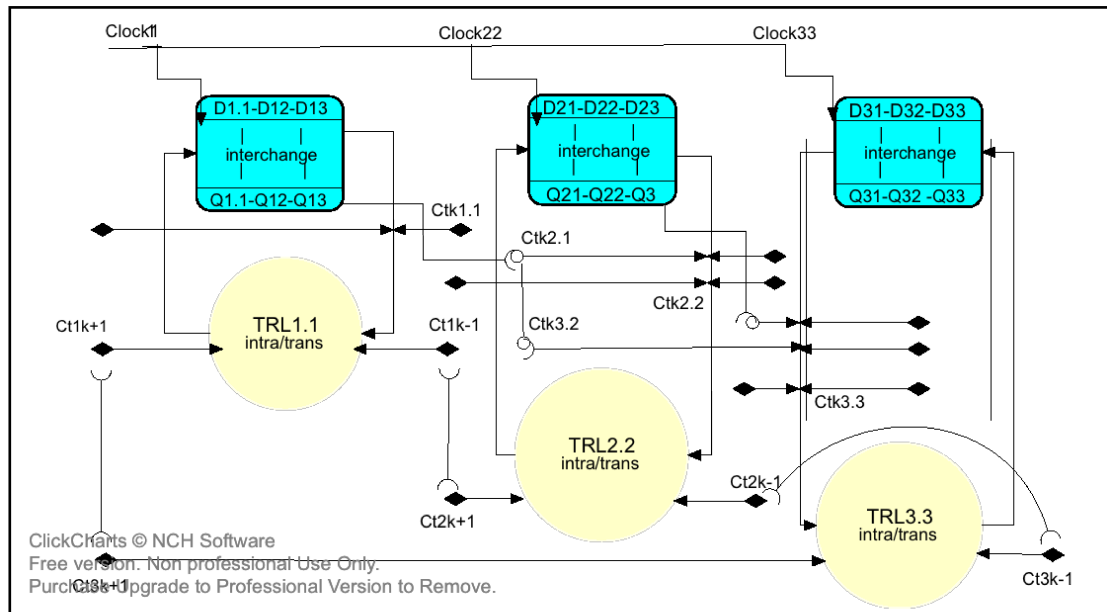 Clock11
Clock22
Clock33
D1.1-D12-D13
interchange
Q1.1-Q12-Q13
D21-D22-D23
interchange
Q21-Q22-Q3
D31-D32-D33
interchange
Q31-Q32 -Q33
Ctk1.1
Ctk2.1
Ctk2.2
Ct1k+1
TRL1.1
intra/trans
Ct1k-1
Ctk3.2
Ctk3.3
TRL2.2
intra/trans
Ct2k+1
Ct2k-1
TRL3.3
intra/trans
Ct3k+1
Ct3k-1
ClickCharts © NCH Software
Free version. Non professional Use Only.
Purchase Upgrade to Professional Version to Remove.